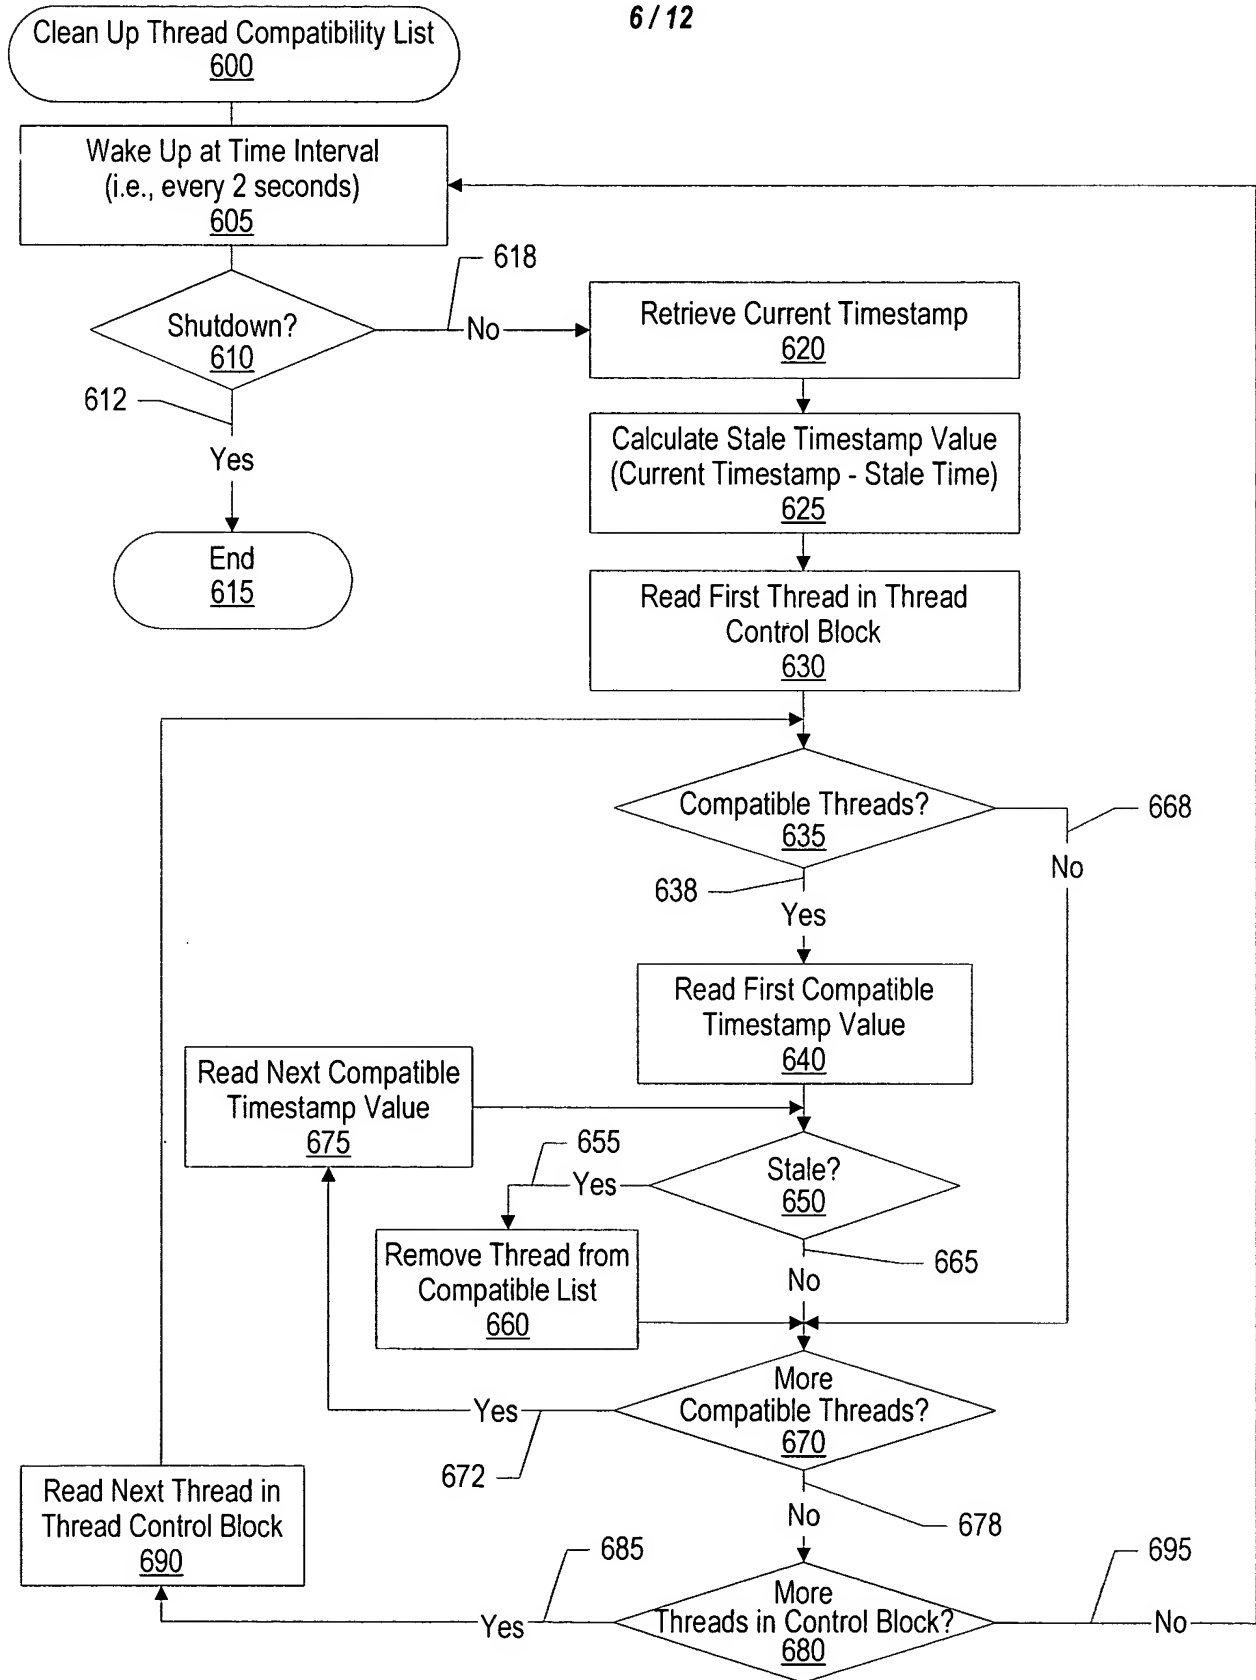 6 / 12
Clean Up Thread Compatibility List
600
Wake Up at Time Interval
(i.e., every 2 seconds)
605
618
Shutdown?
610
No
Retrieve Current Timestamp
620
612
Yes
Calculate Stale Timestamp Value
(Current Timestamp - Stale Time)
625
End
615
Read First Thread in Thread
Control Block
630
Compatible Threads?
635
668
No
638
Yes
Read First Compatible
Timestamp Value
640
Read Next Compatible
Timestamp Value
675
655
Yes
Stale?
650
665
No
Remove Thread from
Compatible List
660
More
Compatible Threads?
670
Yes
672
678
No
Read Next Thread in
Thread Control Block
690
685
695
More
Threads in Control Block?
680
Yes
No